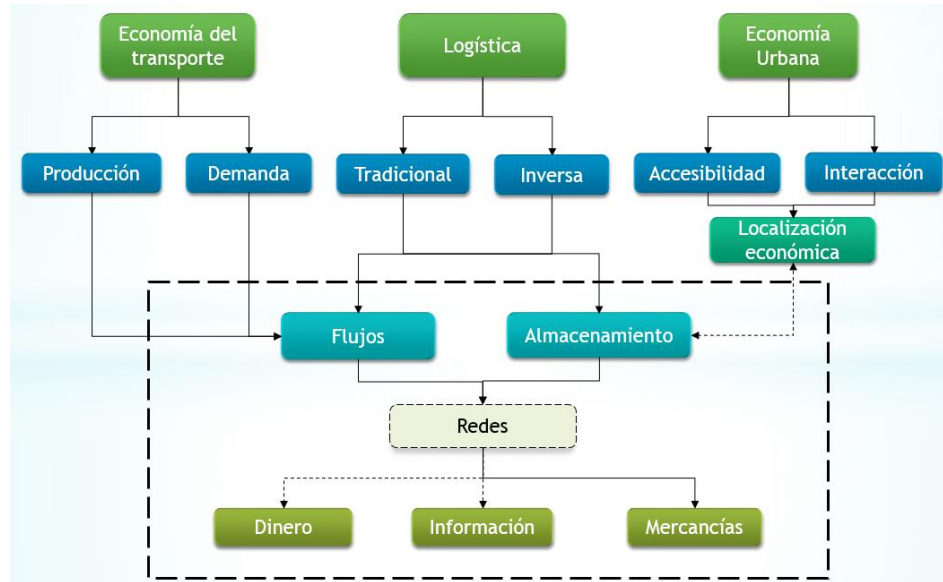 Economía del
transporte
Logística
Economía
Urbana
Producción
Demanda
Tradicional
Inversa
Accesibilidad
Interacción
Localización
económica
Flujos
Almacenamiento
Redes
Dinero
Información
Mercancías